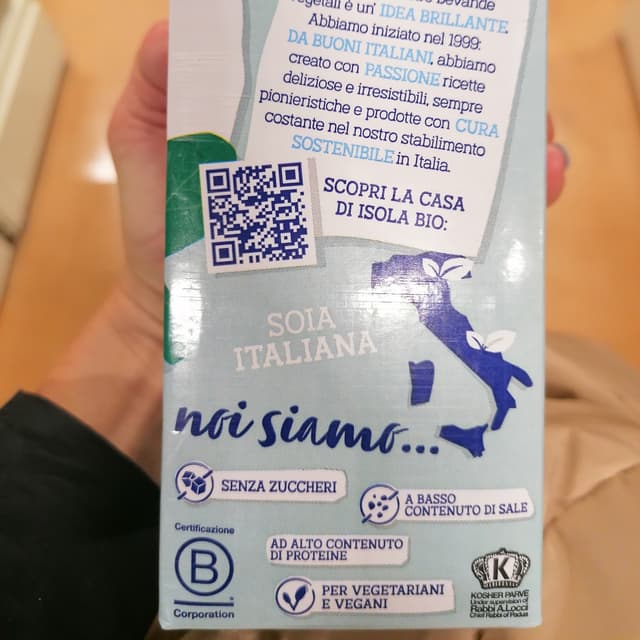 vegetali è un' IDEA BRILLANTE.
Abbiamo iniziato nel 1999:
DA BUONI ITALIANI, abbiamo
creato con PASSIONE ricette
deliziose e irresistibili, sempre
pionieristiche e prodotte con CURA
costante nel nostro stabilimento
SOSTENIBILE in Italia.
SCOPRI LA CASA
DI ISOLA BIO:
SOIA
ITALIANA
noi siamo...
SENZA ZUCCHERI
A BASSO
CONTENUTO DI SALE
AD ALTO CONTENUTO
DI PROTEINE
PER VEGETARIANI
E VEGANI
Certificazione
B
Corporation
K
KOSHER PARVE
Under supervision of
Rabbi A.Locci
Chief Rabbi of Padua